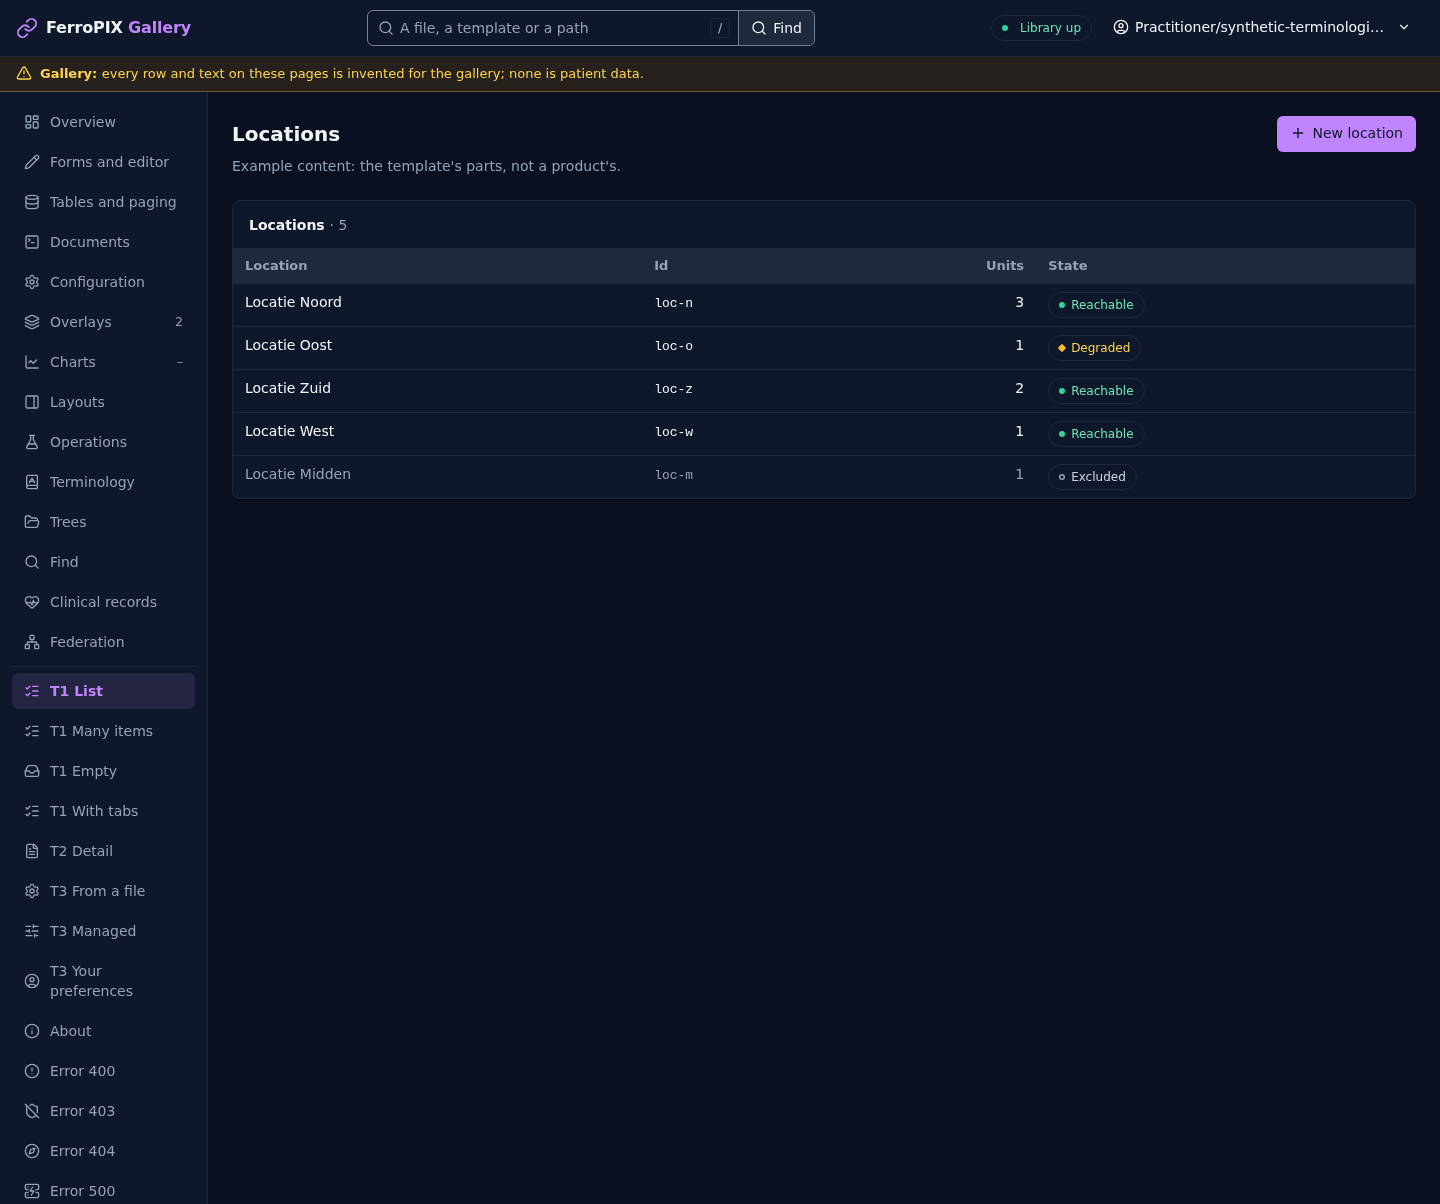 FerroPIX Gallery
A file, a template or a path
/
Find
Library up
Practitioner/synthetic-terminologi...
Gallery: every row and text on these pages is invented for the gallery; none is patient data.
Overview
Forms and editor
Tables and paging
Documents
Configuration
Overlays 2
Charts –
Layouts
Operations
Terminology
Trees
Find
Clinical records
Federation
T1 List
T1 Many items
T1 Empty
T1 With tabs
T2 Detail
T3 From a file
T3 Managed
T3 Your
preferences
About
Error 400
Error 403
Error 404
Error 500
Locations
New location
Example content: the template's parts, not a product's.
Locations · 5
Location Id Units State
Locatie Noord loc-n 3 Reachable
Locatie Oost loc-o 1 Degraded
Locatie Zuid loc-z 2 Reachable
Locatie West loc-w 1 Reachable
Locatie Midden loc-m 1 Excluded